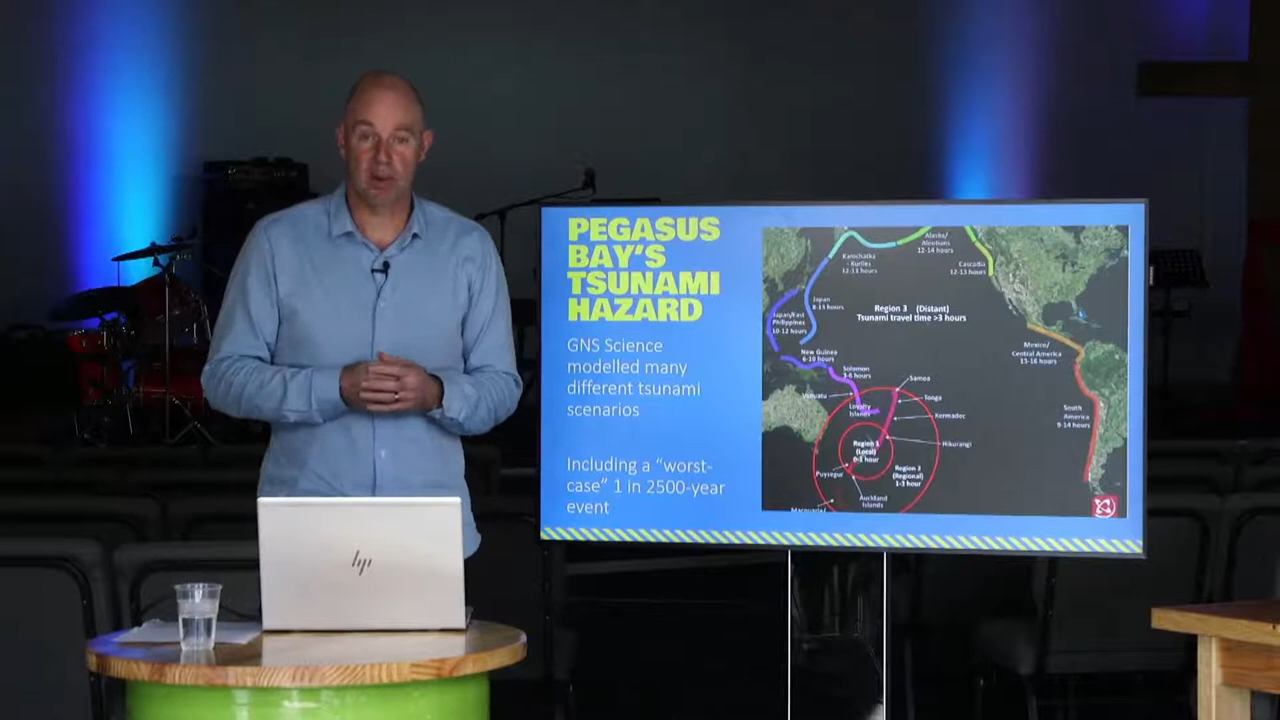 PEGASUS
BAY'S
TSUNAMI
HAZARD
GNS Science
modelled many
different tsunami
scenarios
Including a "worst-
case" 1 in 2500-year
event
Alaska/
Aleutians
12-14 hours
Kamchatka
- Kuriles
12-13 hours
Cascadia
12-13 hours
Japan
Region 3 (Distant)
Tsunami travel time >3 hours
Japan/East
Philippines
10-12 hours
New Guinea
6-10 hours
Mexico/
Central America
13-16 hours
Solomon
3-6 hours
Samoa
Vanuatu
Tonga
Loyalty
Islands
Kermadec
South
America
9-14 hours
Hikurangi
Region 1
(Local)
0-1 hour
Region 2
(Regional)
1-3 hour
Puysegur
Auckland
Islands
hp